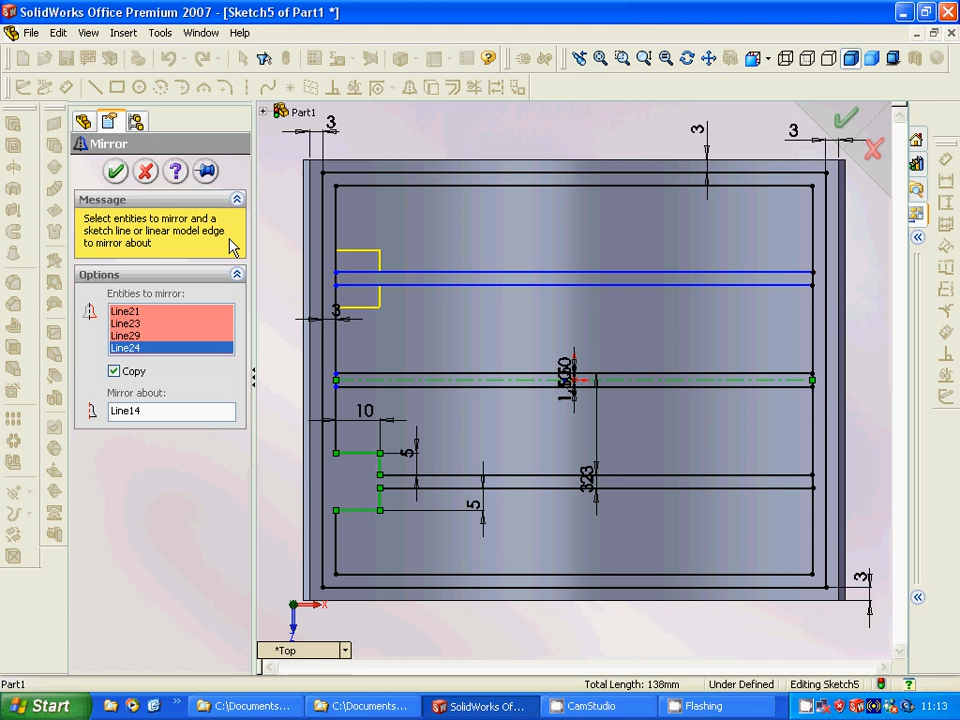 SolidWorks Office Premium 2007 - [Sketch5 of Part1 *]
File Edit View Insert Tools Window Help
Part1
Mirror
Message
Select entities to mirror and a
sketch line or linear model edge
to mirror about
Options
Entities to mirror:
Line21
Line23
Line29
Line24
Copy
Mirror about:
Line14
3
3
3
3
10
5
5
323
3
X
*Top
Part1
Total Length: 138mm
Under Defined
Editing Sketch5
Start
C:\Documents...
C:\Documents...
SolidWorks Of...
CamStudio
Flashing
11:13